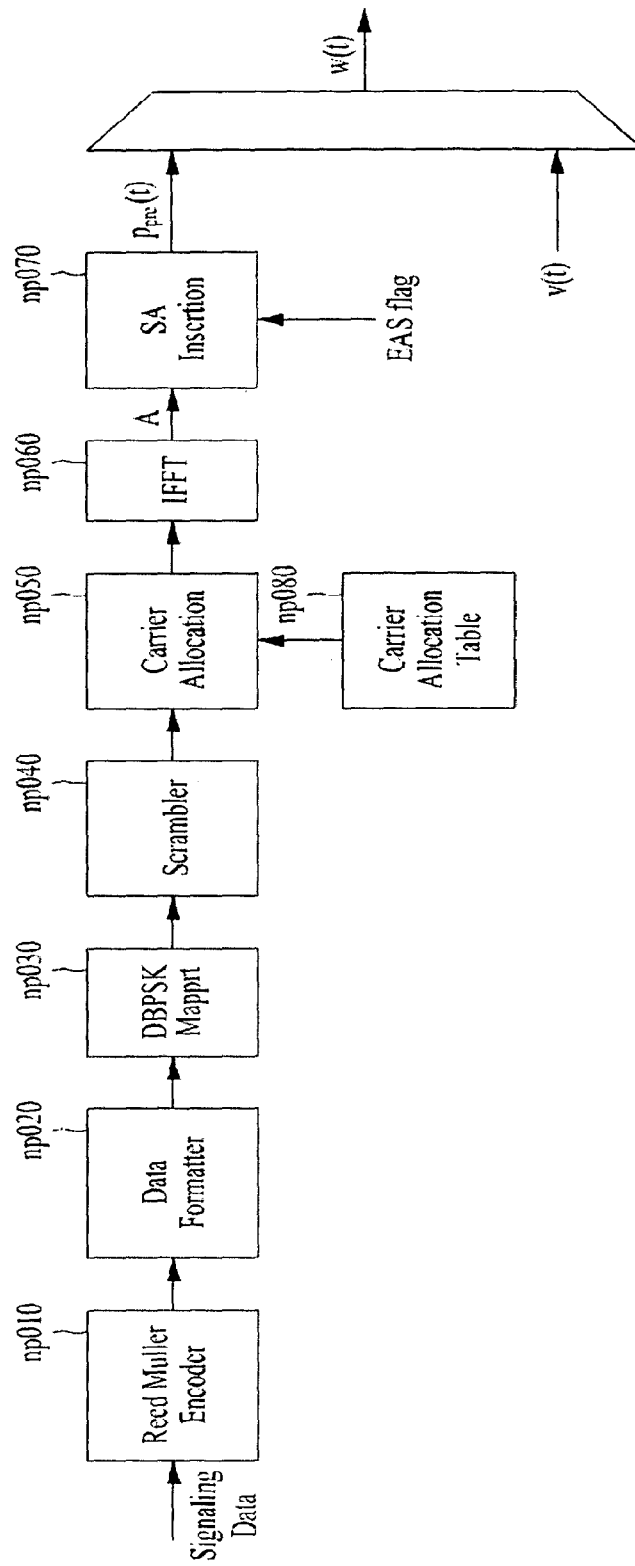 Signaling
Data
np010
Reed Muller
Encoder
np020
Data
Formatter
np030
DBPSK
Mapprt
np040
Scrambler
np050
Carrier
Allocation
np080
Carrier
Allocation
Table
np060
IFFT
A
np070
SA
Insertion
EAS flag
Ppre(t)
v(t)
w(t)